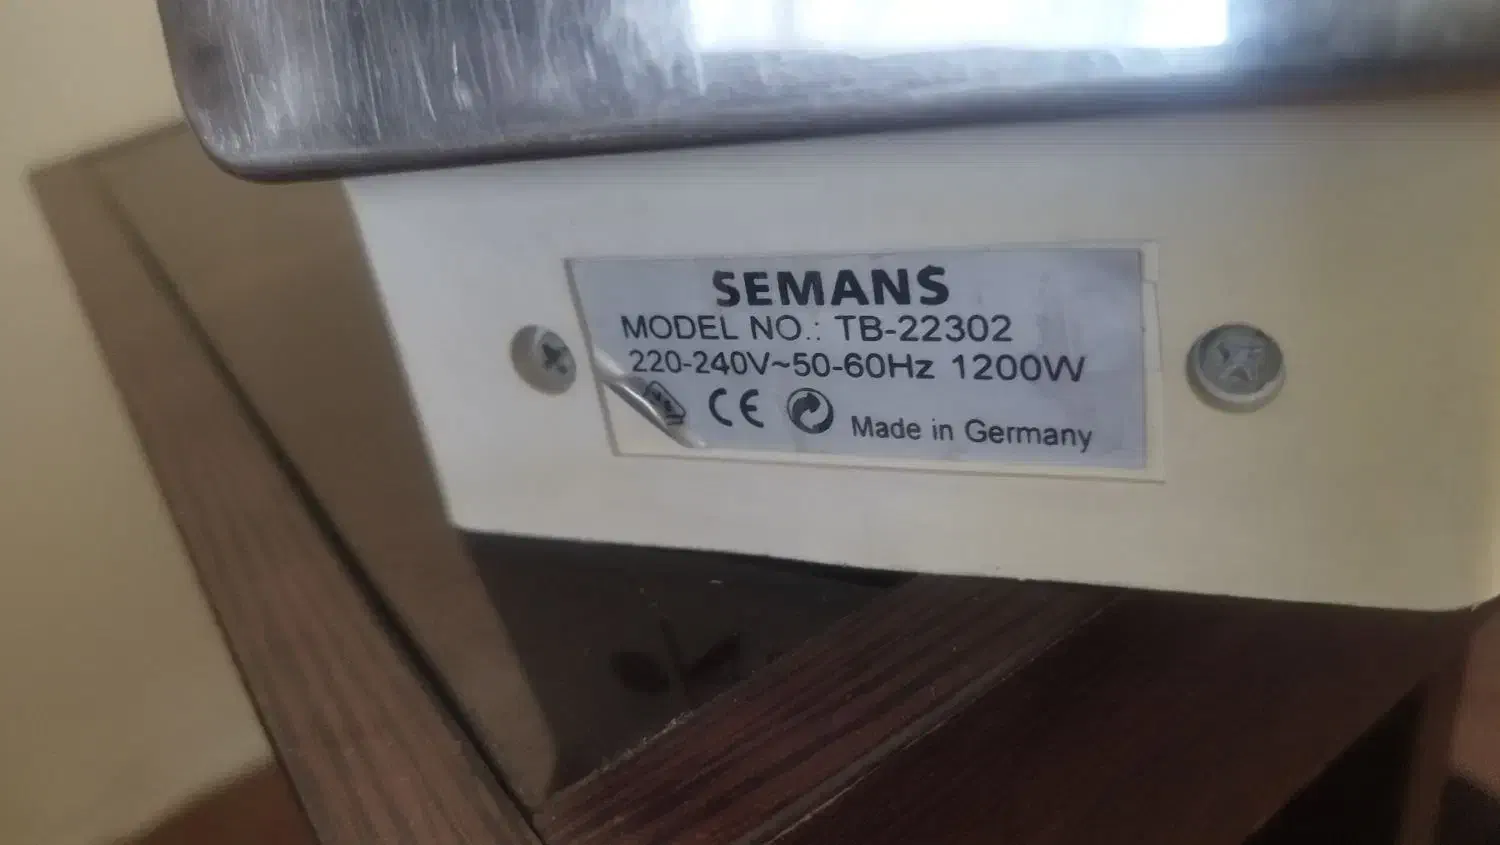 SEMANS
MODEL NO.: TB-22302
220-240V~50-60Hz 1200W
CE Made in Germany